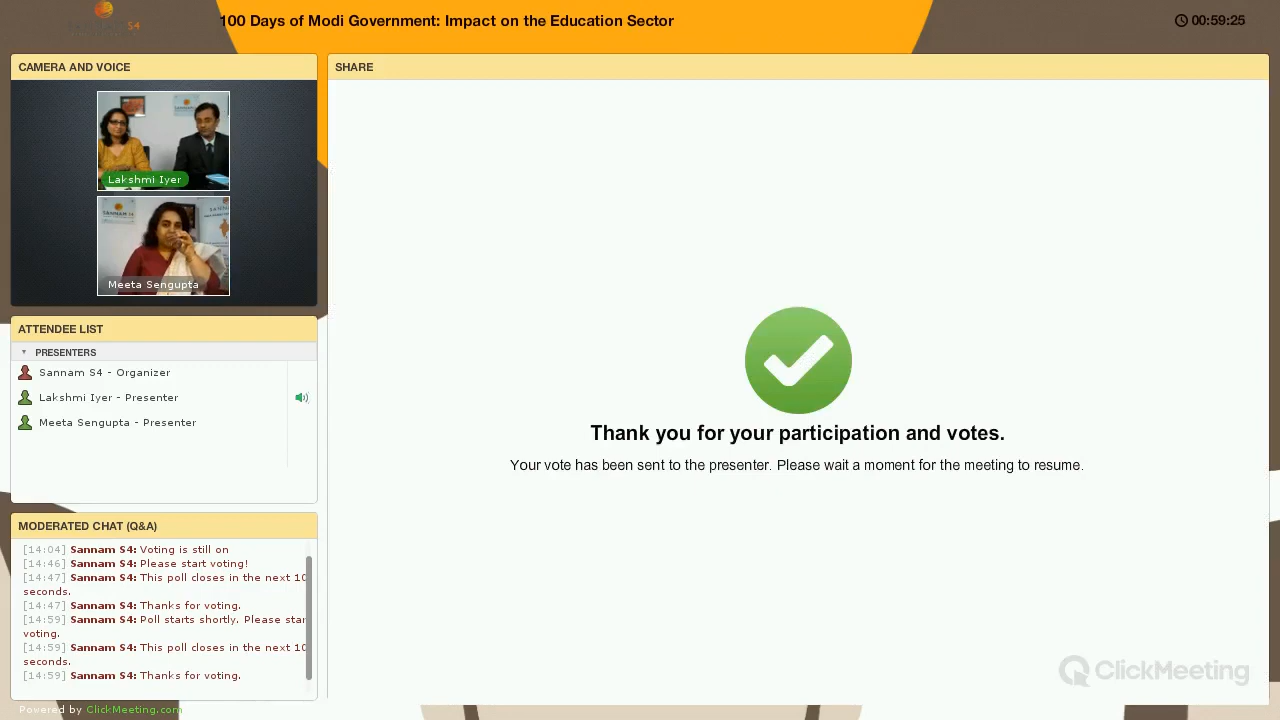 S4
100 Days of Modi Government: Impact on the Education Sector
00:59:25
CAMERA AND VOICE
Lakshmi Iyer
Meeta Sengupta
ATTENDEE LIST
PRESENTERS
Sannam S4 - Organizer
Lakshmi Iyer - Presenter
Meeta Sengupta - Presenter
MODERATED CHAT (Q&A)
[14:04] Sannam S4: Voting is still on
[14:46] Sannam S4: Please start voting!
[14:47] Sannam S4: This poll closes in the next 10
seconds.
[14:47] Sannam S4: Thanks for voting.
[14:59] Sannam S4: Poll starts shortly. Please star
voting.
[14:59] Sannam S4: This poll closes in the next 10
seconds.
[14:59] Sannam S4: Thanks for voting.
Powered by ClickMeeting.com
SHARE
Thank you for your participation and votes.
Your vote has been sent to the presenter. Please wait a moment for the meeting to resume.
ClickMeeting